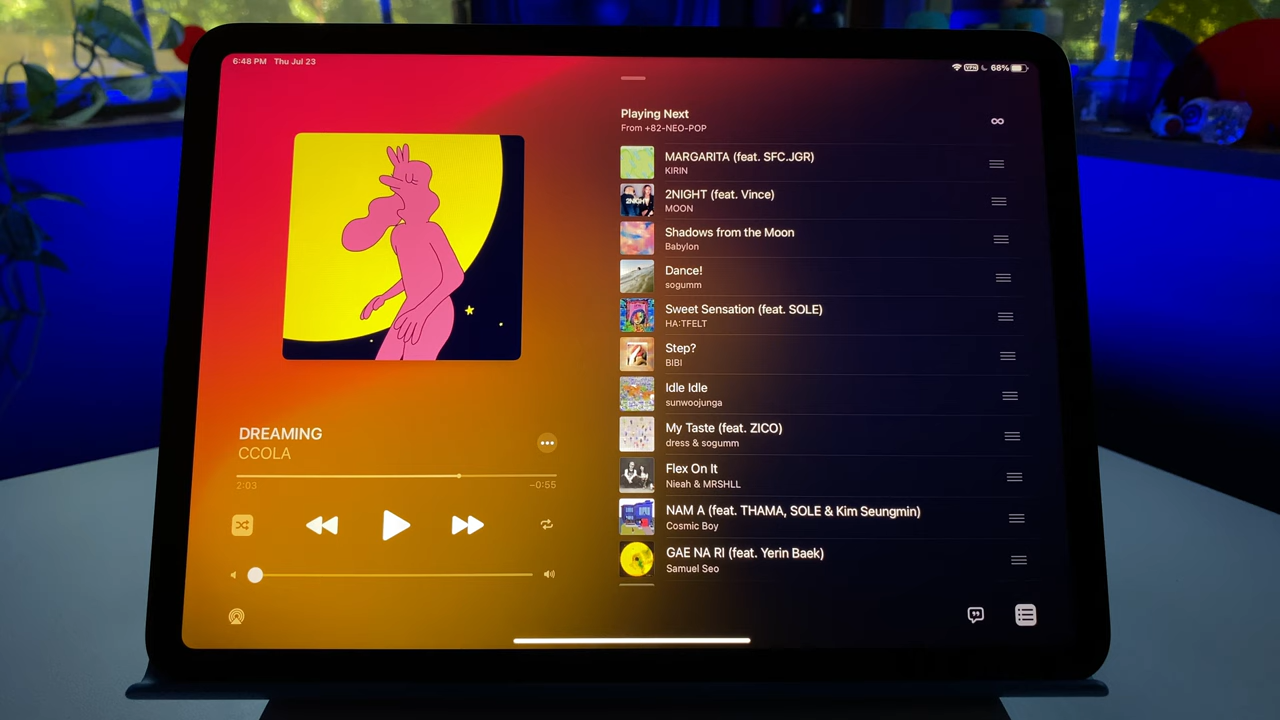 6:48 PM Thu Jul 23
VPN 68%
Playing Next
From +82-NEO-POP
MARGARITA (feat. SFC.JGR)
KIRIN
2NIGHT
2NIGHT (feat. Vince)
MOON
Shadows from the Moon
Babylon
Dance!
sogumm
Sweet Sensation (feat. SOLE)
HA:TFELT
Step?
BIBI
Idle Idle
sunwoojunga
My Taste (feat. ZICO)
dress & sogumm
Flex On It
Nieah & MRSHLL
NAM A (feat. THAMA, SOLE & Kim Seungmin)
Cosmic Boy
GAE NA RI (feat. Yerin Baek)
Samuel Seo
DREAMING
CCOLA
2:03 -0:55